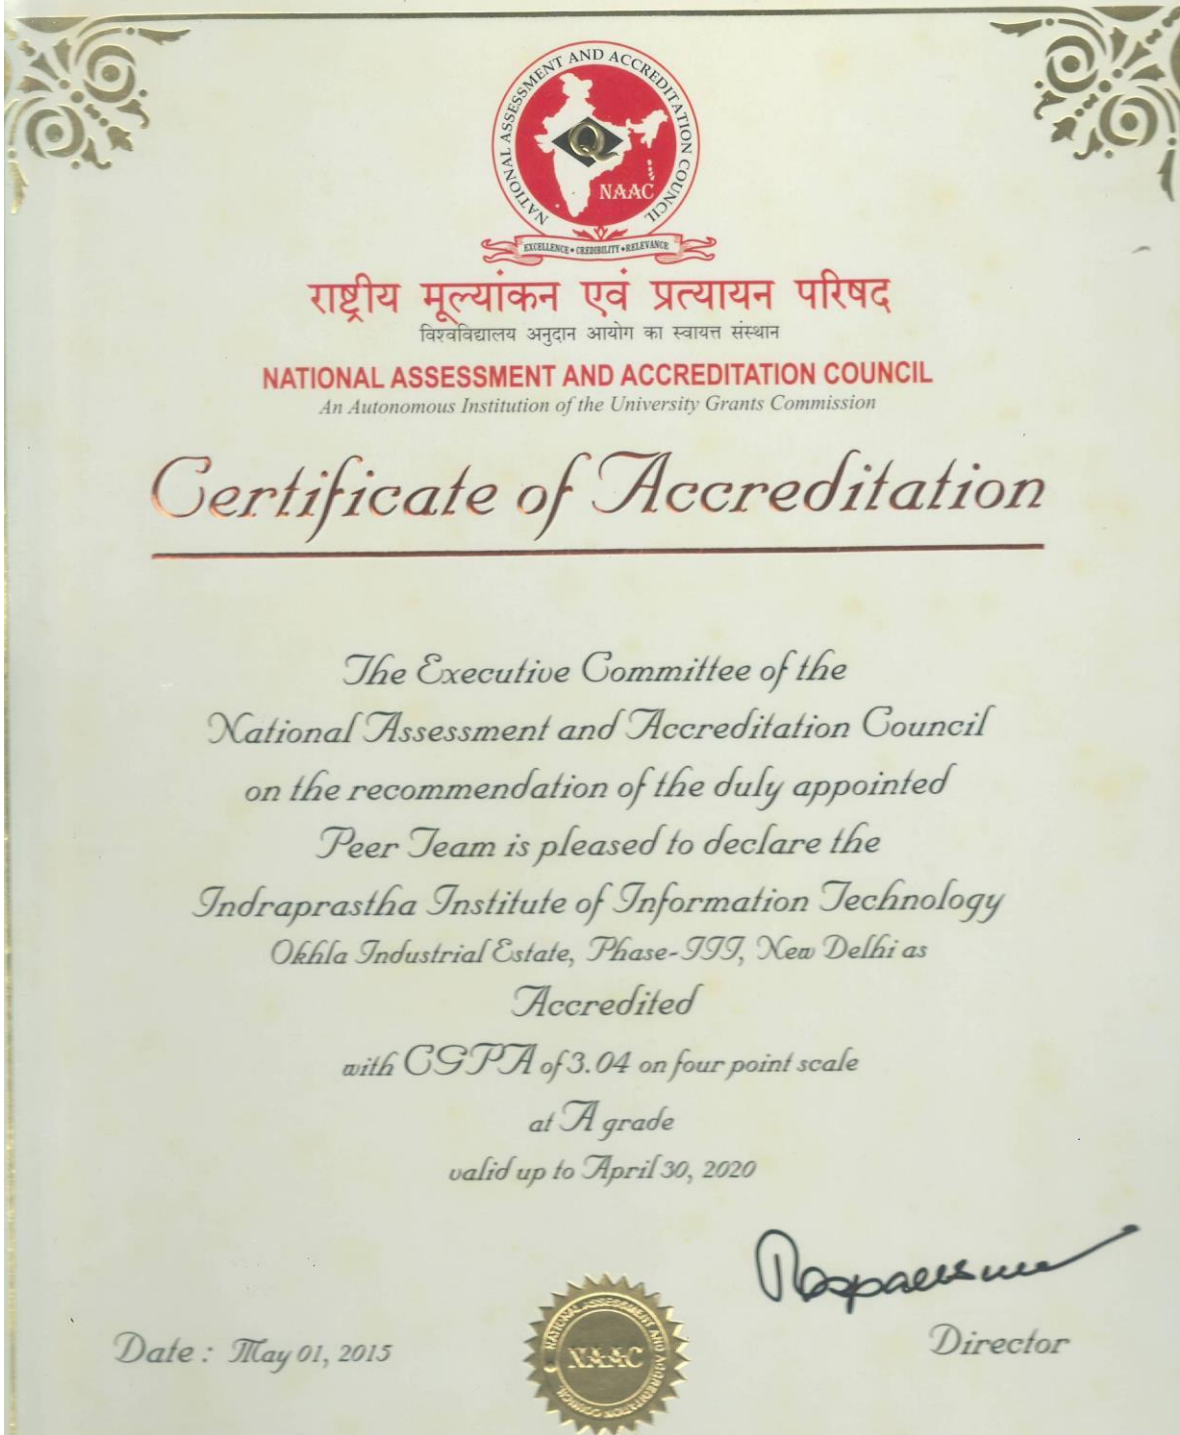 NATIONAL ASSESSMENT AND ACCREDITATION COUNCIL
Q
NAAC
EXCELLENCE • CREDIBILITY • RELEVANCE
राष्ट्रीय मूल्यांकन एवं प्रत्यायन परिषद
विश्वविद्यालय अनुदान आयोग का स्वायत्त संस्थान
NATIONAL ASSESSMENT AND ACCREDITATION COUNCIL
An Autonomous Institution of the University Grants Commission
Certificate of Accreditation
The Executive Committee of the
National Assessment and Accreditation Council
on the recommendation of the duly appointed
Peer Team is pleased to declare the
Indraprastha Institute of Information Technology
Okhla Industrial Estate, Phase-III, New Delhi as
Accredited
with CGPA of 3.04 on four point scale
at A grade
valid up to April 30, 2020
Date : May 01, 2015
NATIONAL ASSESSMENT AND ACCREDITATION COUNCIL
NAAC
Director